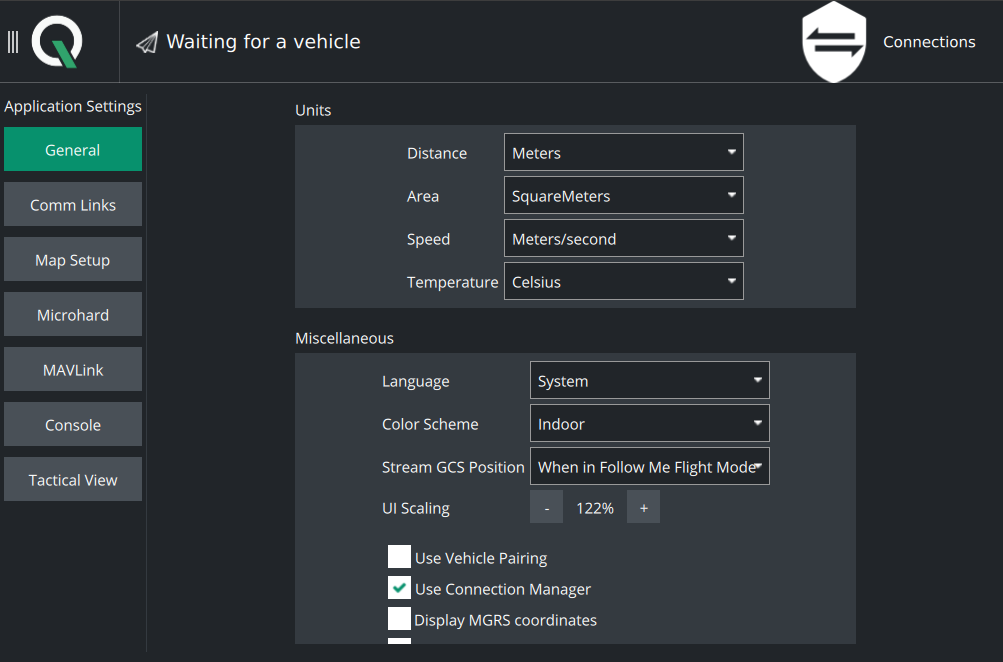 Waiting for a vehicle
Connections
Application Settings
General
Comm Links
Map Setup
Microhard
MAVLink
Console
Tactical View
Units
Distance Meters
Area SquareMeters
Speed Meters/second
Temperature Celsius
Miscellaneous
Language System
Color Scheme Indoor
Stream GCS Position When in Follow Me Flight Mode
UI Scaling - 122% +
Use Vehicle Pairing
Use Connection Manager
Display MGRS coordinates